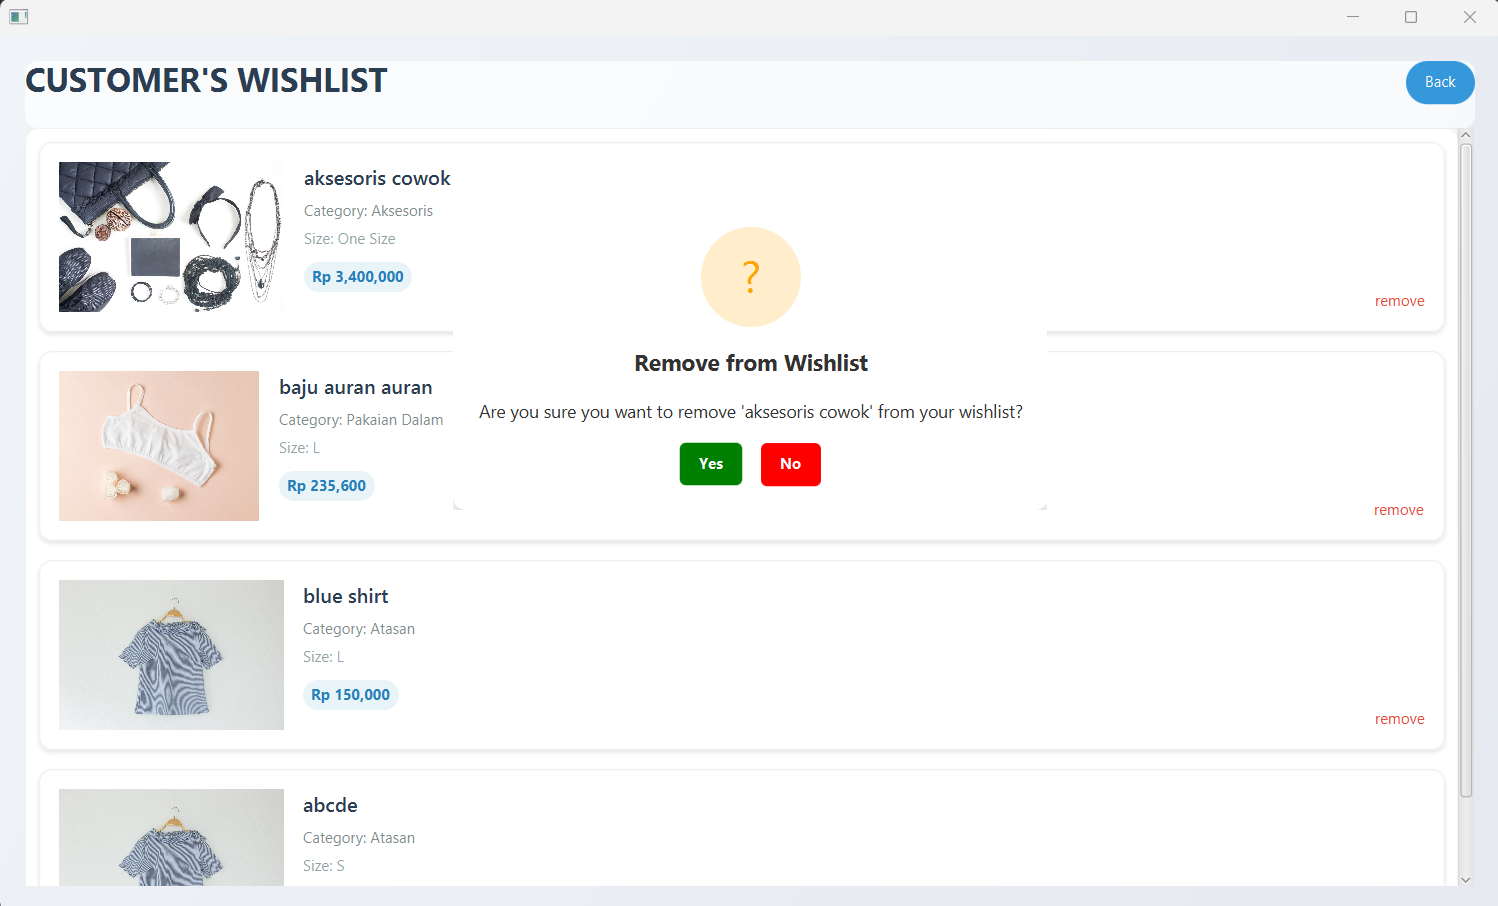 CUSTOMER'S WISHLIST
Back
aksesoris cowok
Category: Aksesoris
Size: One Size
Rp 3,400,000
remove
?
Remove from Wishlist
Are you sure you want to remove 'aksesoris cowok' from your wishlist?
Yes No
baju auran auran
Category: Pakaian Dalam
Size: L
Rp 235,600
remove
blue shirt
Category: Atasan
Size: L
Rp 150,000
remove
abcde
Category: Atasan
Size: S